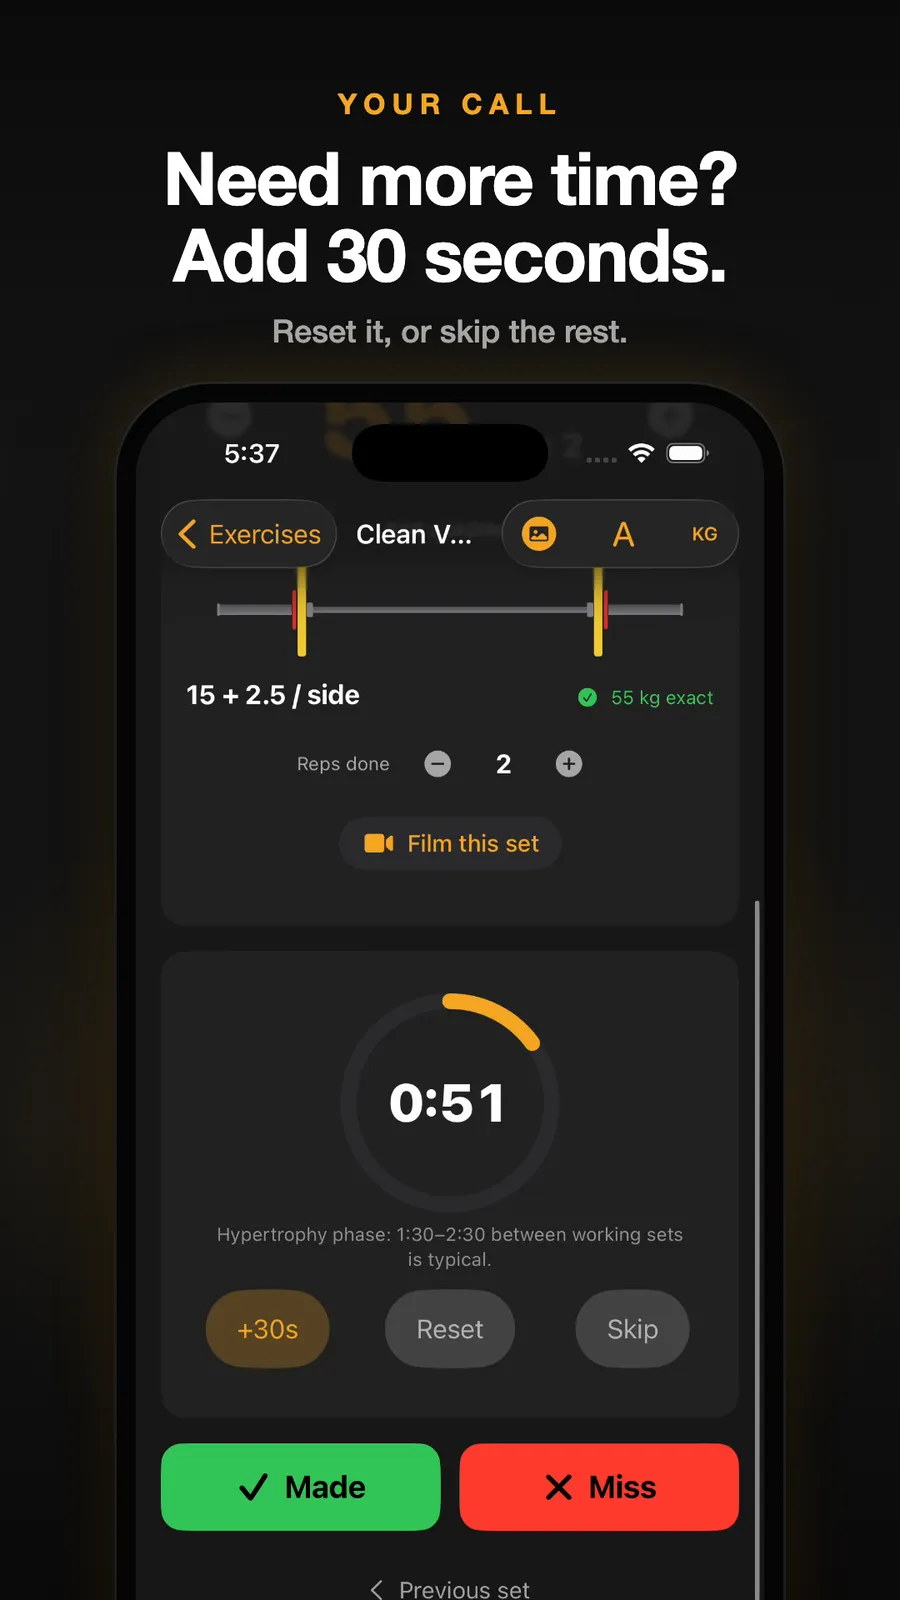 YOUR CALL
Need more time?
Add 30 seconds.
Reset it, or skip the rest.
55
2
5:37
Exercises
Clean V...
A
KG
15 + 2.5 / side
55 kg exact
Reps done
2
Film this set
0:51
Hypertrophy phase: 1:30–2:30 between working sets
is typical.
+30s
Reset
Skip
Made
Miss
Previous set